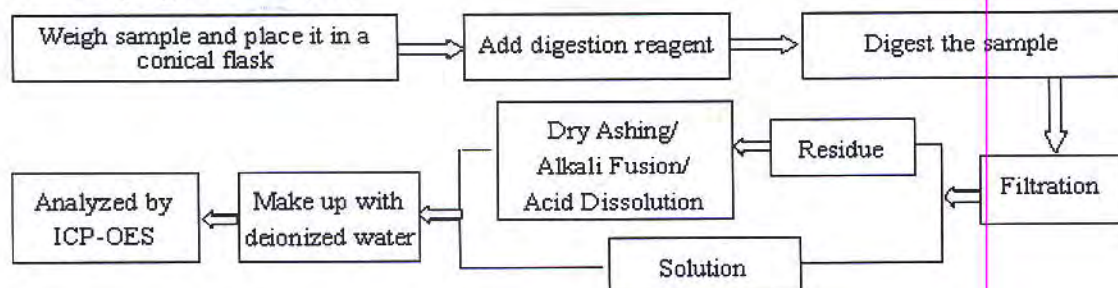 Weigh sample and place it in a
conical flask
Add digestion reagent
Digest the sample
Filtration
Residue
Dry Ashing/
Alkali Fusion/
Acid Dissolution
Solution
Make up with
deionized water
Analyzed by
ICP-OES